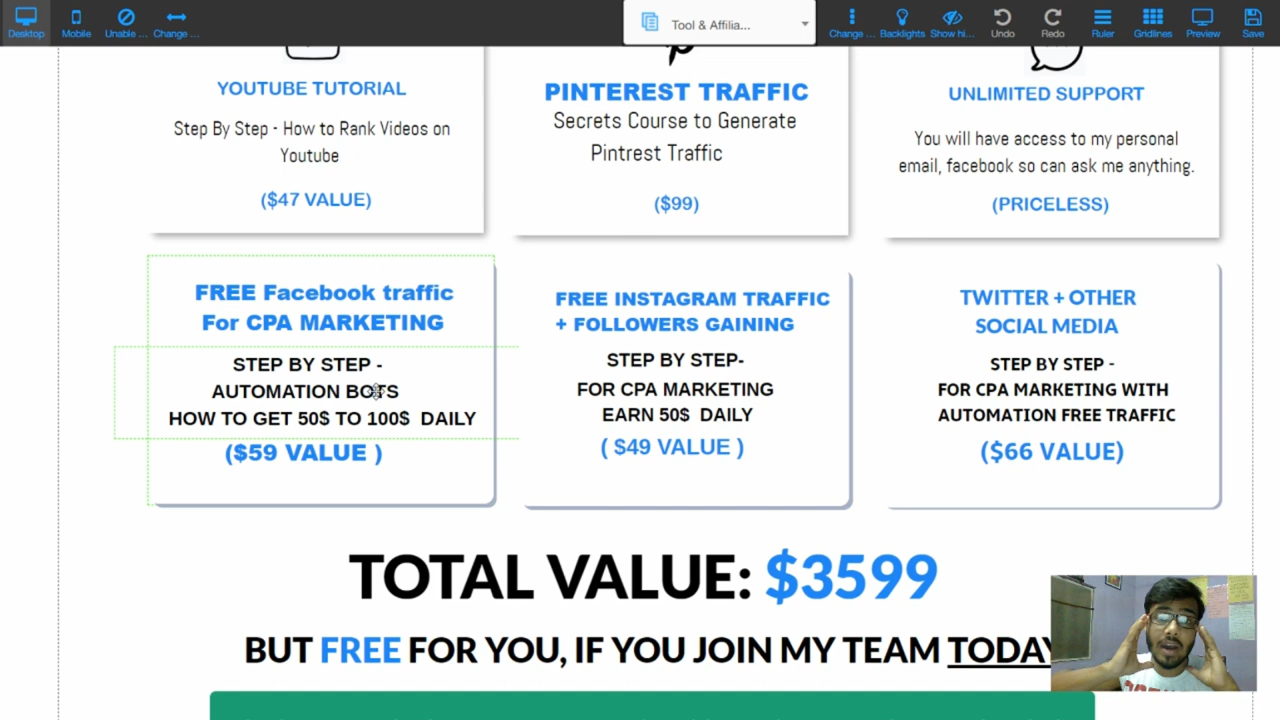 Desktop
Mobile
Unable ...
Change ...
Tool & Affilia...
Change ...
Backlights
Show hi...
Undo
Redo
Ruler
Gridlines
Preview
Save
YOUTUBE TUTORIAL
Step By Step - How to Rank Videos on
Youtube
($47 VALUE)
PINTEREST TRAFFIC
Secrets Course to Generate
Pintrest Traffic
($99)
UNLIMITED SUPPORT
You will have access to my personal
email, facebook so can ask me anything.
(PRICELESS)
FREE Facebook traffic
For CPA MARKETING
STEP BY STEP -
AUTOMATION BOTS
HOW TO GET 50$ TO 100$ DAILY
($59 VALUE )
FREE INSTAGRAM TRAFFIC
+ FOLLOWERS GAINING
STEP BY STEP-
FOR CPA MARKETING
EARN 50$ DAILY
( $49 VALUE )
TWITTER + OTHER
SOCIAL MEDIA
STEP BY STEP -
FOR CPA MARKETING WITH
AUTOMATION FREE TRAFFIC
($66 VALUE)
TOTAL VALUE: $3599
BUT FREE FOR YOU, IF YOU JOIN MY TEAM TODAY